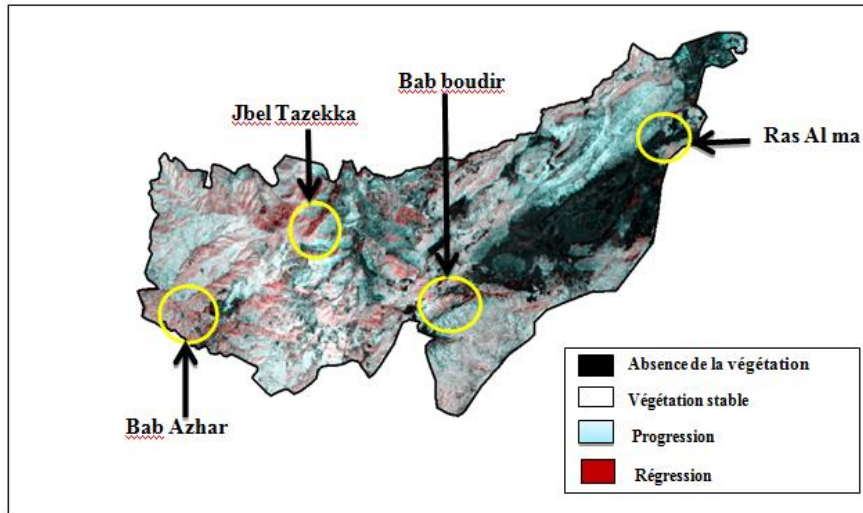 Bab boudir
Jbel Tazekka
Ras Al ma
Bab Azhar
Absence de la végétation
Végétation stable
Progression
Régression